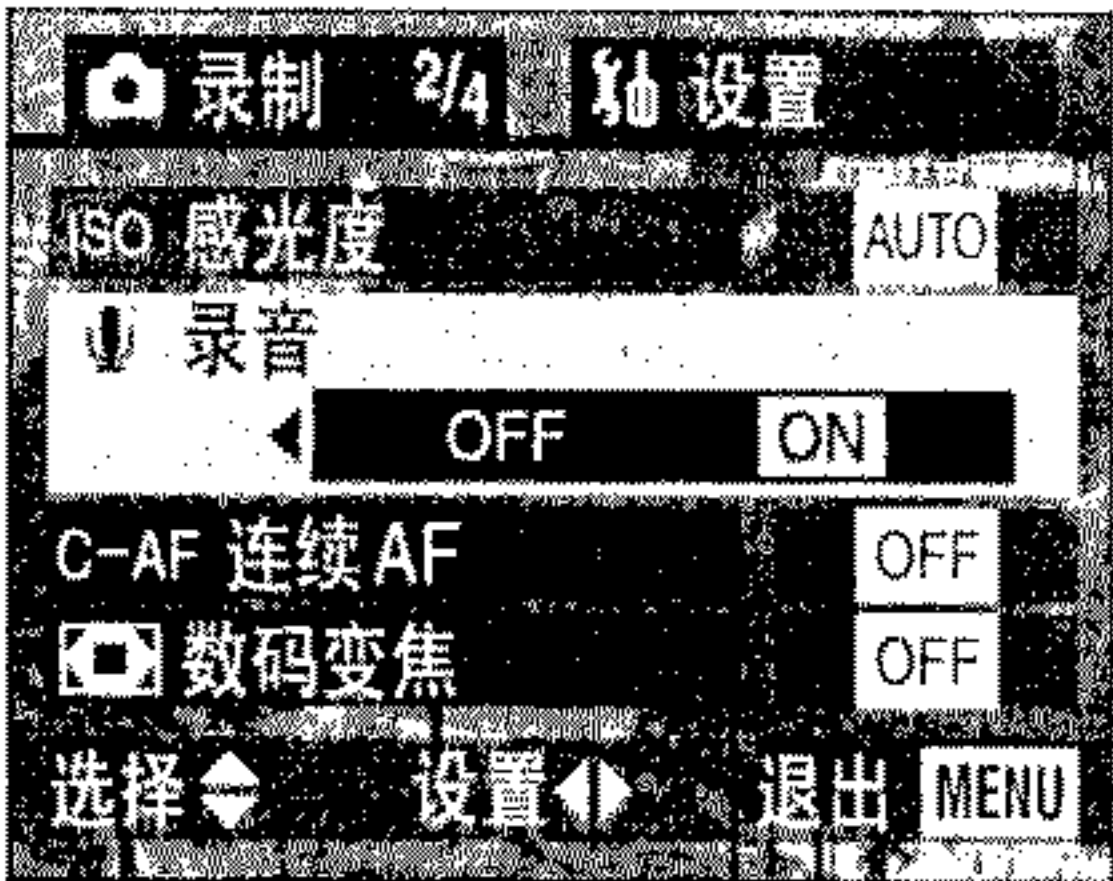 录制 2/4 设置
ISO 感光度 AUTO
录音
OFF ON
C-AF 连续AF OFF
数码变焦 OFF
选择 设置 退出 MENU